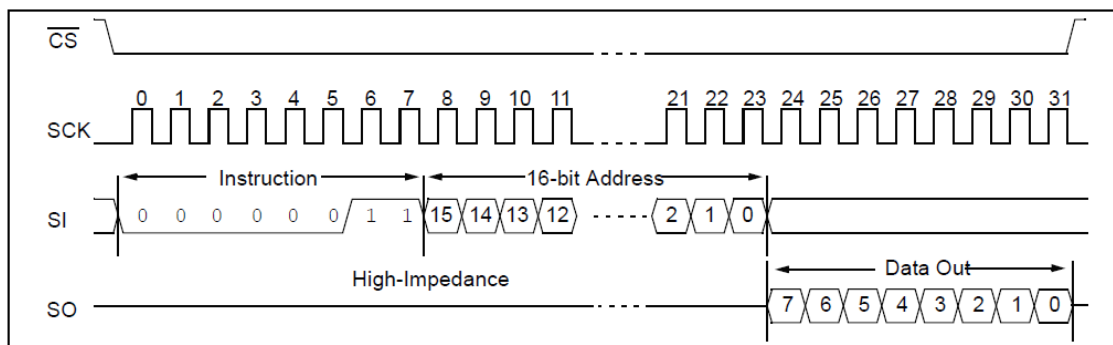 CS
0 1 2 3 4 5 6 7 8 9 10 11 21 22 23 24 25 26 27 28 29 30 31
SCK
Instruction 16-bit Address
SI 0 0 0 0 0 0 1 1 15 14 13 12 2 1 0
High-Impedance Data Out
SO 7 6 5 4 3 2 1 0